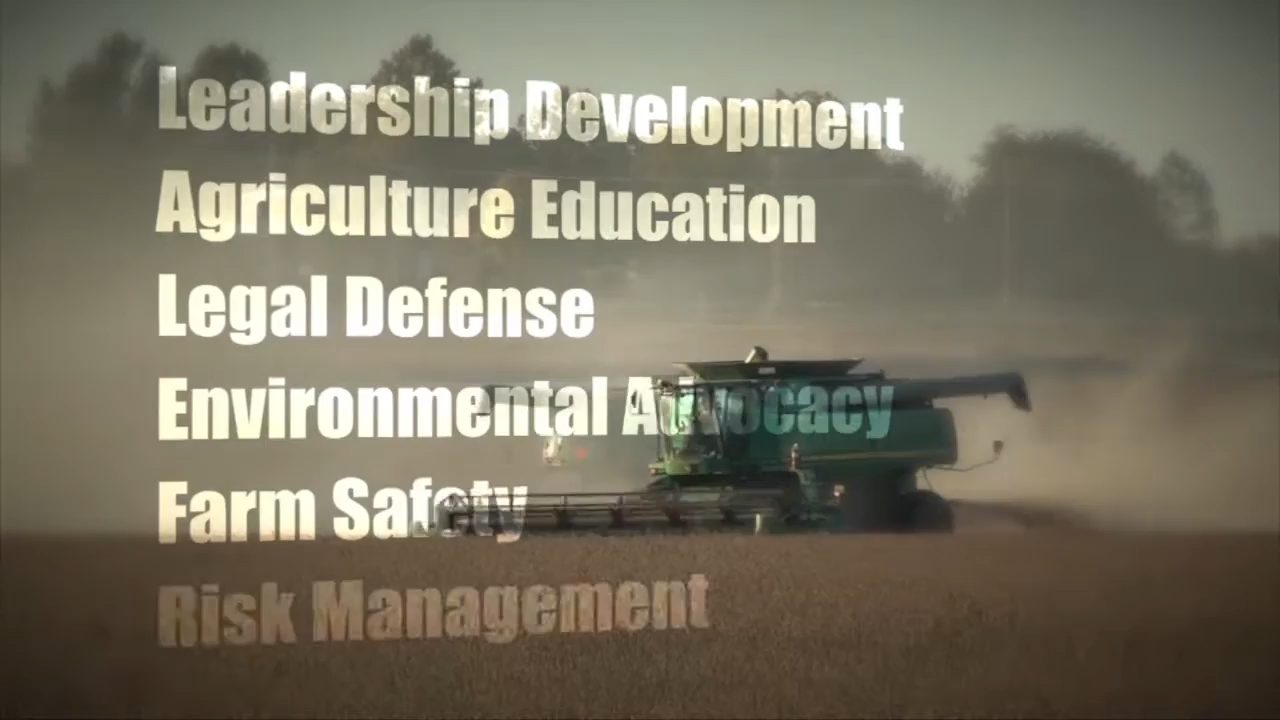 Leadership Development
Agriculture Education
Legal Defense
Environmental Advocacy
Farm Safety
Risk Management